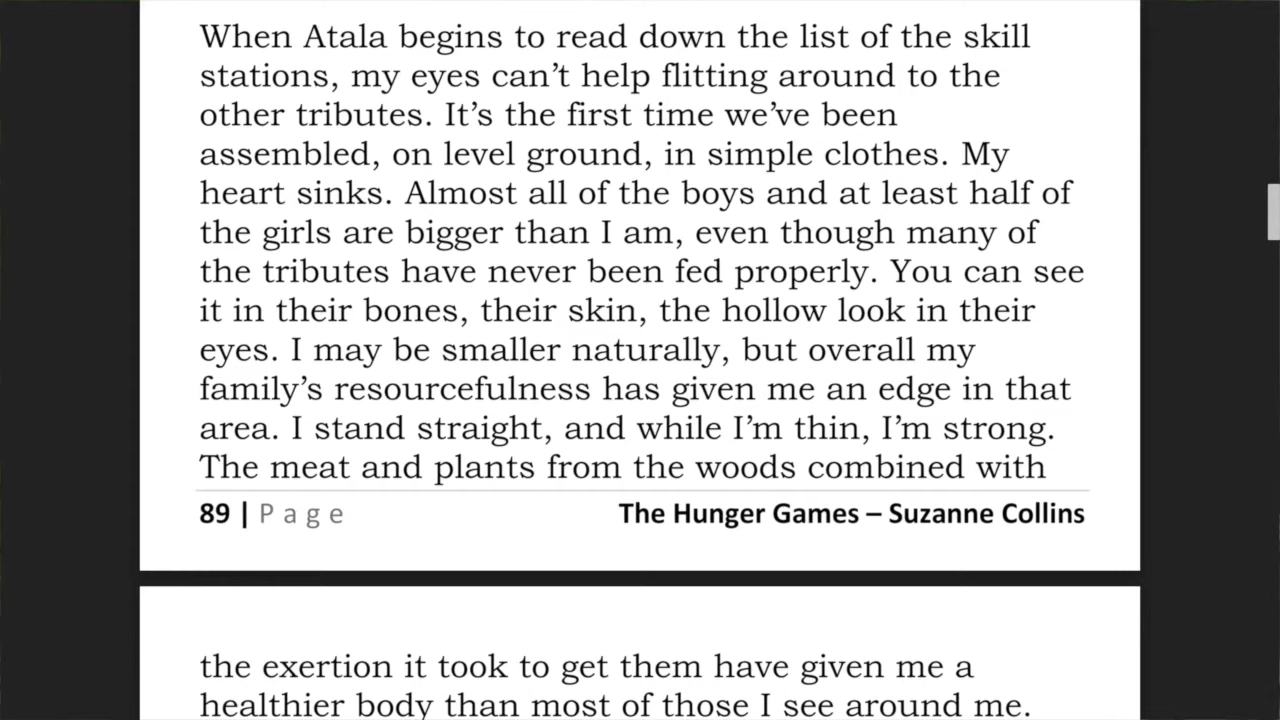 When Atala begins to read down the list of the skill
stations, my eyes can’t help flitting around to the
other tributes. It’s the first time we’ve been
assembled, on level ground, in simple clothes. My
heart sinks. Almost all of the boys and at least half of
the girls are bigger than I am, even though many of
the tributes have never been fed properly. You can see
it in their bones, their skin, the hollow look in their
eyes. I may be smaller naturally, but overall my
family’s resourcefulness has given me an edge in that
area. I stand straight, and while I’m thin, I’m strong.
The meat and plants from the woods combined with
89 | P a g e The Hunger Games – Suzanne Collins
the exertion it took to get them have given me a
healthier body than most of those I see around me.